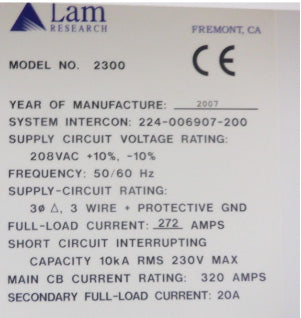 Lam
RESEARCH
FREMONT, CA
MODEL NO. 2300
CE
YEAR OF MANUFACTURE: 2007
SYSTEM INTERCON: 224-006907-200
SUPPLY CIRCUIT VOLTAGE RATING:
208VAC +10%, -10%
FREQUENCY: 50/60 Hz
SUPPLY-CIRCUIT RATING:
3ø △, 3 WIRE + PROTECTIVE GND
FULL-LOAD CURRENT: 272 AMPS
SHORT CIRCUIT INTERRUPTING
CAPACITY 10kA RMS 230V MAX
MAIN CB CURRENT RATING: 320 AMPS
SECONDARY FULL-LOAD CURRENT: 20A